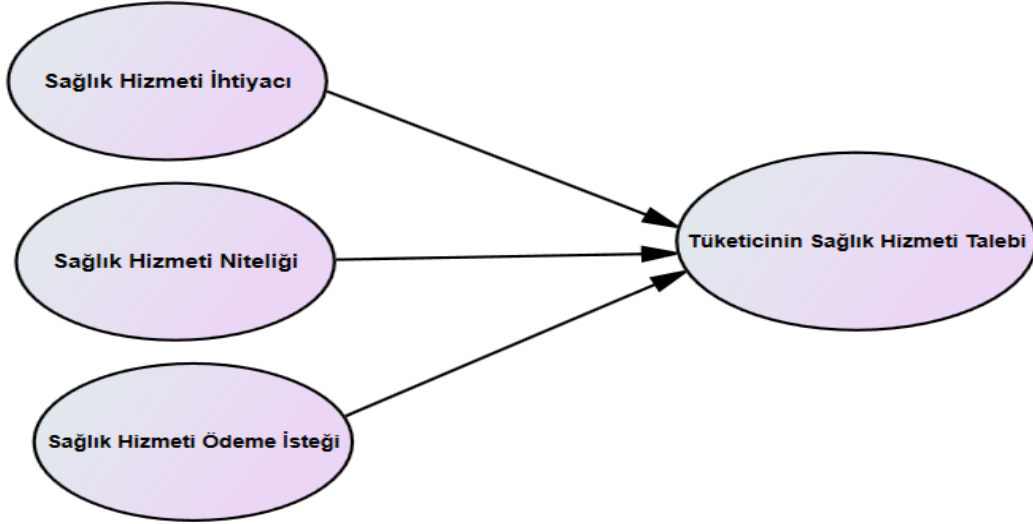 Sağlık Hizmeti İhtiyacı
Sağlık Hizmeti Niteliği
Tüketicinin Sağlık Hizmeti Talebi
Sağlık Hizmeti Ödeme İsteği